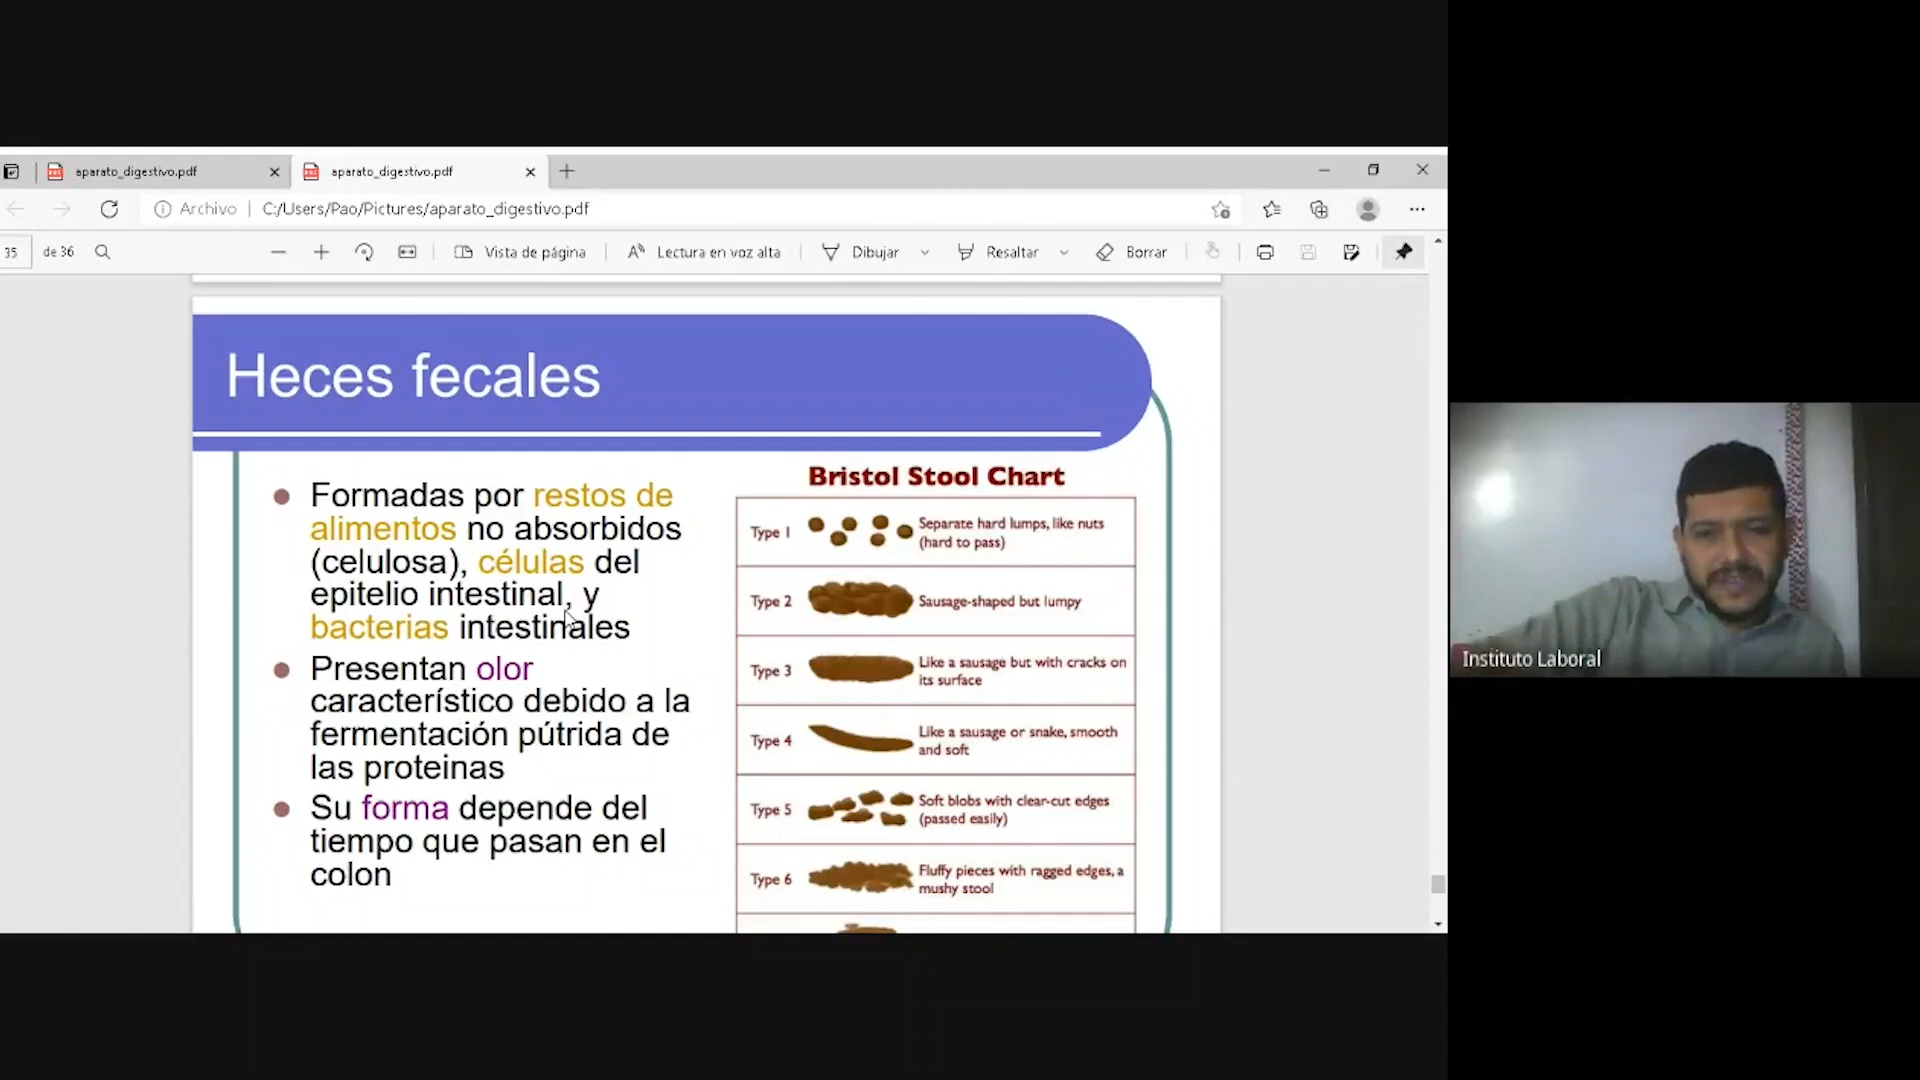 aparato_digestivo.pdf
aparato_digestivo.pdf
Archivo
C:/Users/Pao/Pictures/aparato_digestivo.pdf
35 de 36
Vista de página
Lectura en voz alta
Dibujar
Resaltar
Borrar
Heces fecales
Formadas por restos de
alimentos no absorbidos
(celulosa), células del
epitelio intestinal, y
bacterias intestinales
Presentan olor
característico debido a la
fermentación pútrida de
las proteinas
Su forma depende del
tiempo que pasan en el
colon
Bristol Stool Chart
Type 1
Separate hard lumps, like nuts
(hard to pass)
Type 2
Sausage-shaped but lumpy
Type 3
Like a sausage but with cracks on
its surface
Type 4
Like a sausage or snake, smooth
and soft
Type 5
Soft blobs with clear-cut edges
(passed easily)
Type 6
Fluffy pieces with ragged edges, a
mushy stool
Instituto Laboral